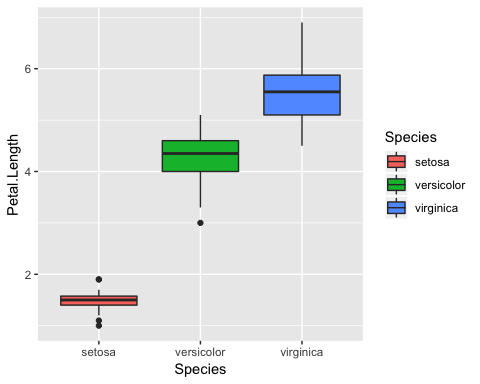 6
4
2
Petal.Length
setosa versicolor virginica
Species
Species
setosa
versicolor
virginica